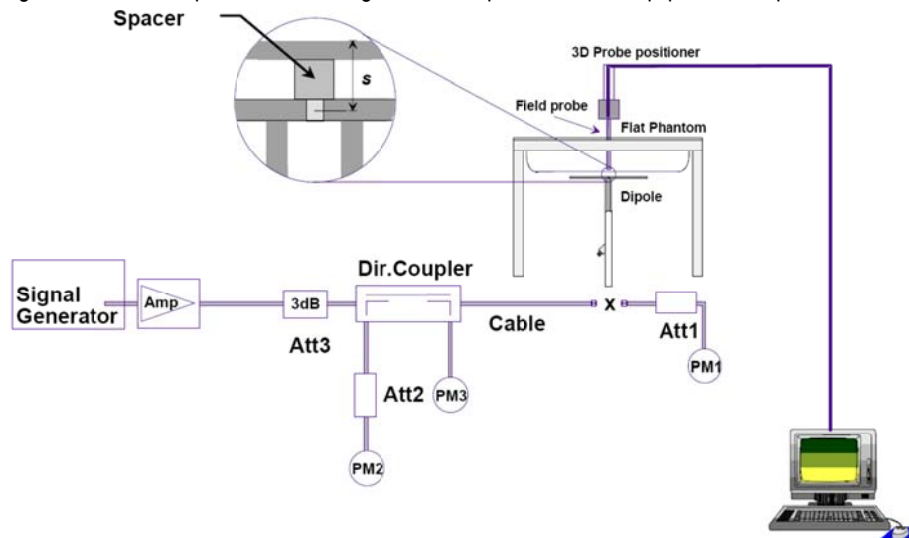 Spacer
s
3D Probe positioner
Field probe
Flat Phantom
Dipole
Signal
Generator
Amp
3dB
Att3
Dir.Coupler
Cable
X
Att1
PM1
Att2
PM3
PM2